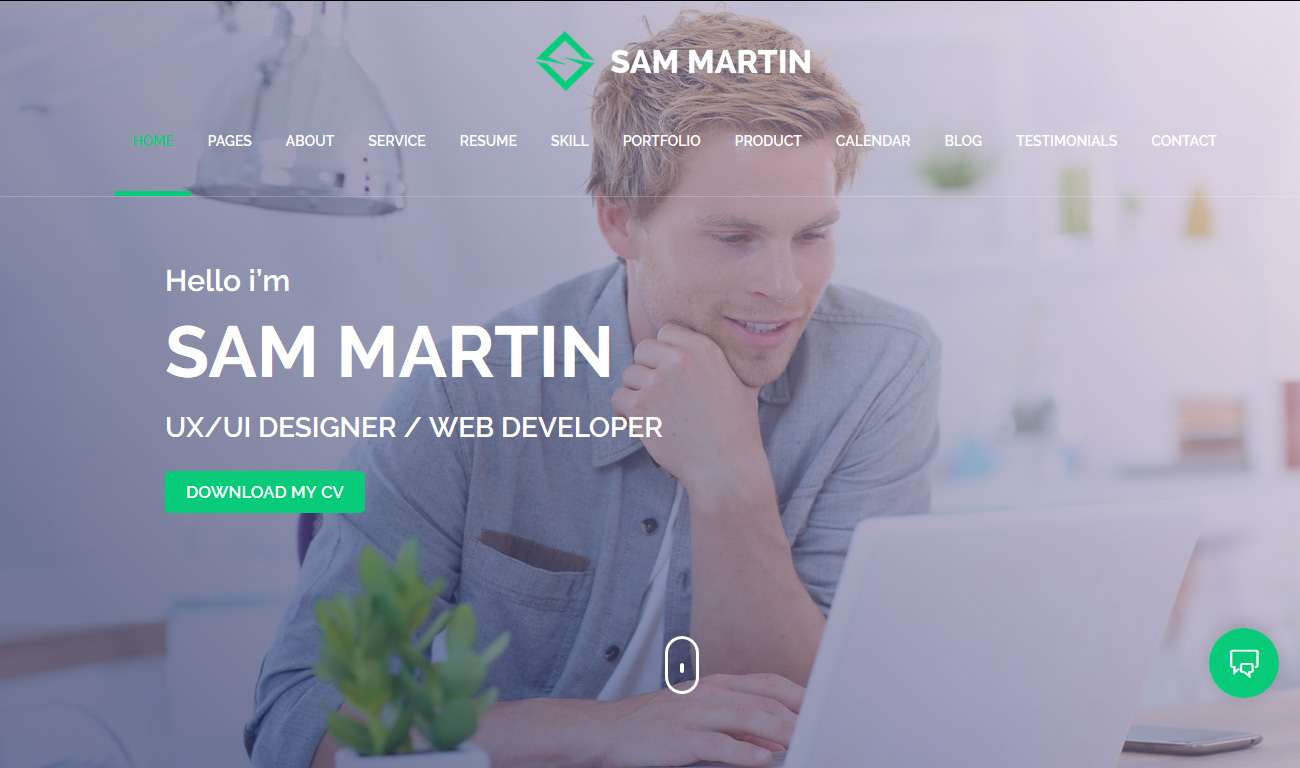 SAM MARTIN
HOME PAGES ABOUT SERVICE RESUME SKILL PORTFOLIO PRODUCT CALENDAR BLOG TESTIMONIALS CONTACT
Hello i’m
SAM MARTIN
UX/UI DESIGNER / WEB DEVELOPER
DOWNLOAD MY CV